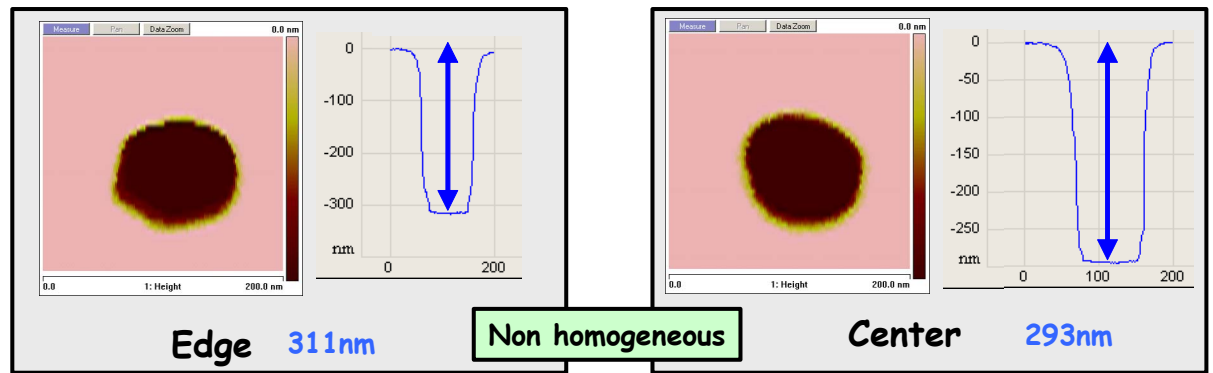 Measure Pan Data Zoom 0.0 nm
0
-100
-200
-300
nm
0 200
0.0 1: Height 200.0 nm
Edge 311nm
Non homogeneous
Measure Pan Data Zoom 0.0 nm
0
-50
-100
-150
-200
-250
nm
0 100 200
0.0 1: Height 200.0 nm
Center 293nm